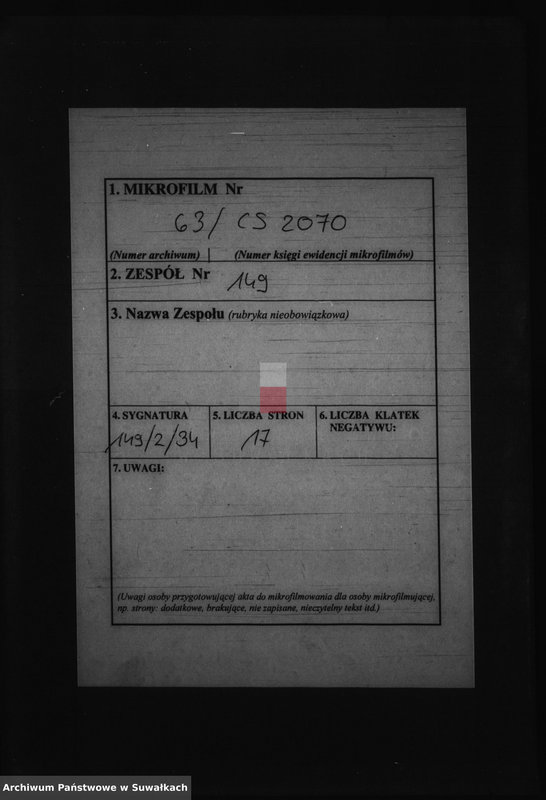 1. MIKROFILM Nr
63/CS 2070
(Numer archiwum) | (Numer księgi ewidencji mikrofilmów)
2. ZESPÓŁ Nr 149
3. Nazwa Zespołu (rubryka nieobowiązkowa)
4. SYGNATURA
149/2/94
5. LICZBA STRON
17
6. LICZBA KLATEK
NEGATYWU:
7. UWAGI:
(Uwagi osoby przygotowującej akta do mikrofilmowania dla osoby mikrofilmującej,
np. strony: dodatkowe, brakujące, nie zapisane, nieczytelny tekst itd.)
Archiwum Państwowe w Suwałkach